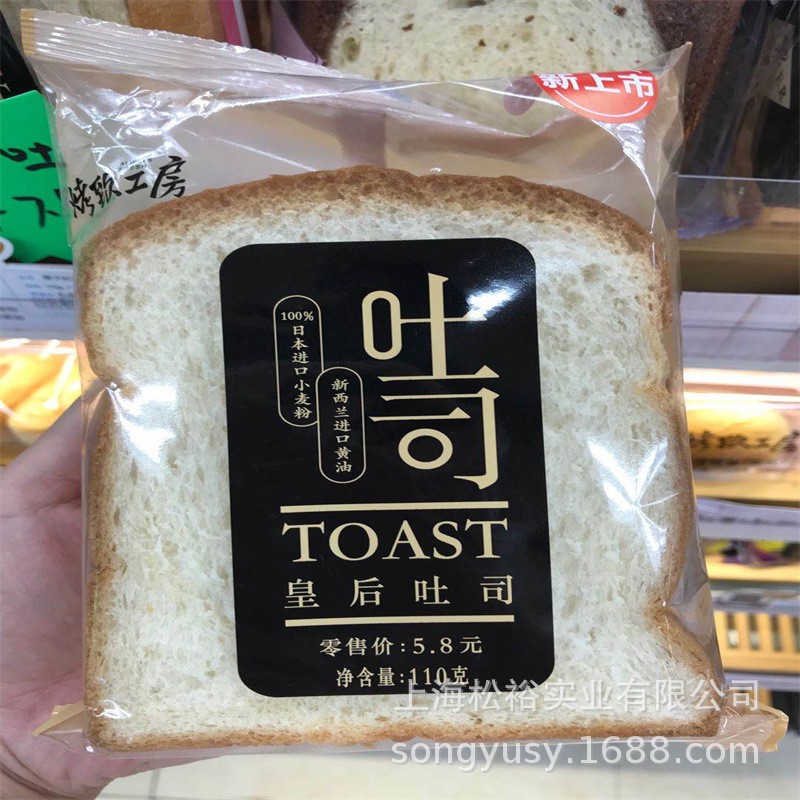 新上市
吐
烤致工房
100%日本进口小麦粉
新西兰进口黄油
吐司
TOAST
皇后吐司
零售价:5.8元
净含量:110克
上海松裕实业有限公司
songyusy.1688.com